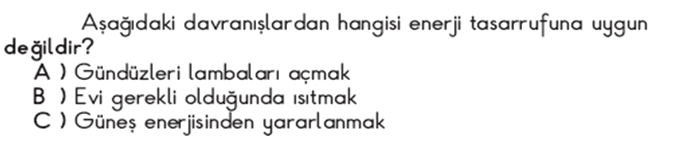 Aşağıdaki davranışlardan hangisi enerji tasarrufuna uygun
değildir?
A ) Gündüzleri lambaları açmak
B ) Evi gerekli olduğunda ısıtmak
C ) Güneş enerjisinden yararlanmak